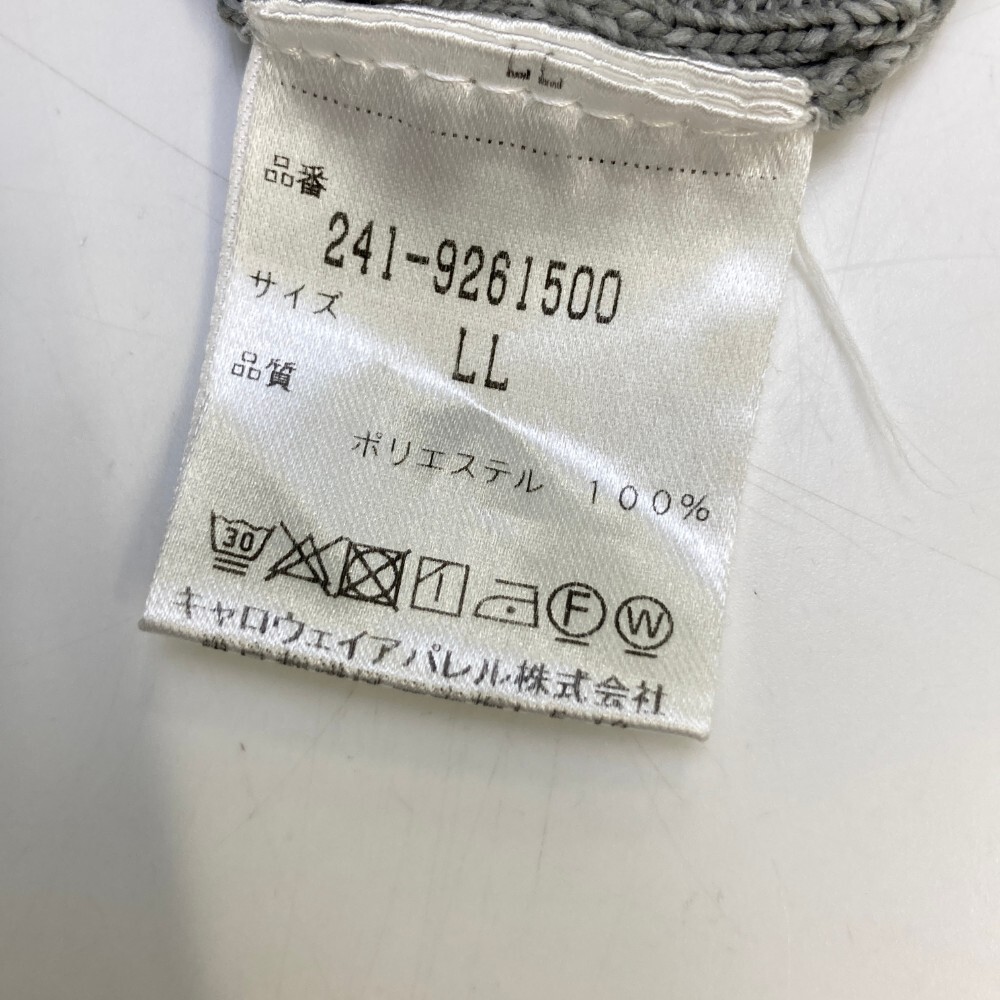 品番
241-9261500
サイズ
LL
品質
ポリエステル 100%
30 F W
キャロウェイアパレル株式会社